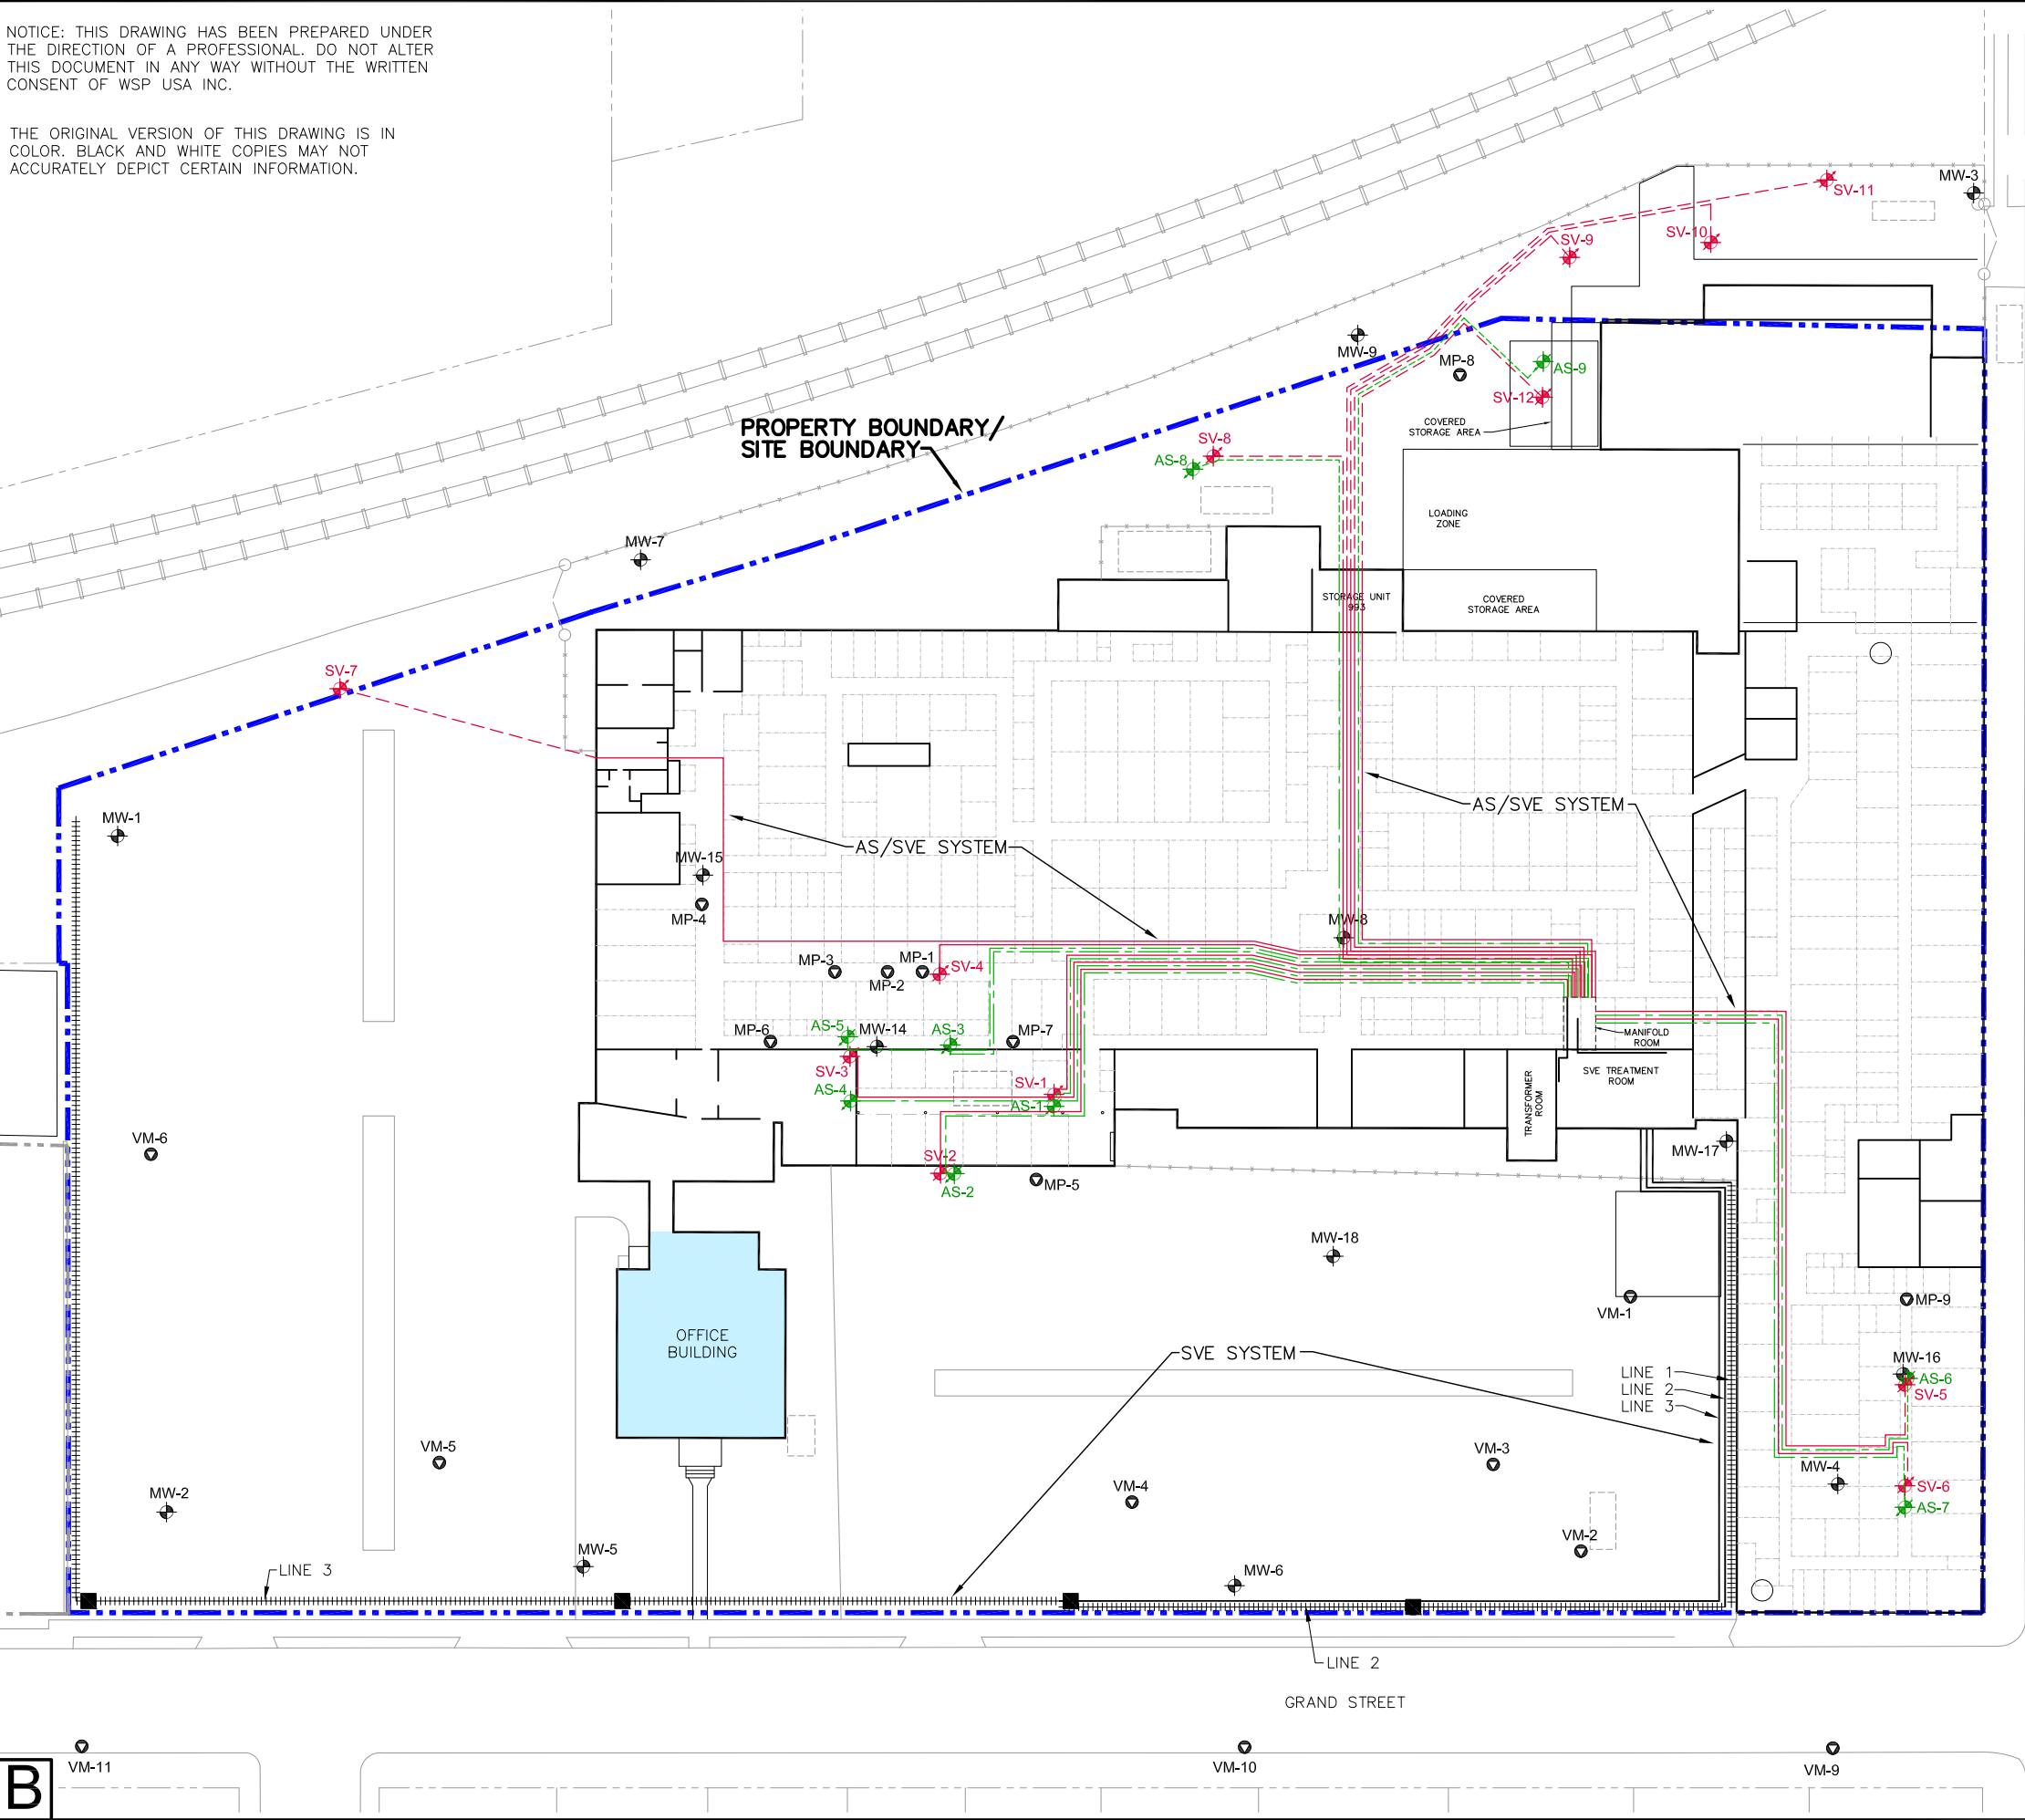 NOTICE: THIS DRAWING HAS BEEN PREPARED UNDER
THE DIRECTION OF A PROFESSIONAL. DO NOT ALTER
THIS DOCUMENT IN ANY WAY WITHOUT THE WRITTEN
CONSENT OF WSP USA INC.
THE ORIGINAL VERSION OF THIS DRAWING IS IN
COLOR. BLACK AND WHITE COPIES MAY NOT
ACCURATELY DEPICT CERTAIN INFORMATION.
MW-3
SV-11
SV-10
SV-9
MW-9
MP-8
AS-9
SV-12
COVERED
STORAGE AREA
PROPERTY BOUNDARY/
SITE BOUNDARY
SV-8
AS-8
LOADING
ZONE
MW-7
STORAGE UNIT
993
COVERED
STORAGE AREA
SV-7
AS/SVE SYSTEM
MW-1
AS/SVE SYSTEM
MW-15
MP-4
MW-8
MP-3
MP-1
SV-4
MP-2
MP-6
AS-5
MW-14
AS-3
MP-7
MANIFOLD
ROOM
SV-3
SVE TREATMENT
ROOM
TRANSFORMER
ROOM
SV-1
AS-4
AS-1
VM-6
MW-17
SV-2
AS-2
MP-5
MW-18
MP-9
VM-1
OFFICE
BUILDING
SVE SYSTEM
MW-16
LINE 1
LINE 2
LINE 3
AS-6
SV-5
VM-5
VM-3
MW-4
VM-4
SV-6
MW-2
AS-7
VM-2
MW-5
LINE 3
MW-6
LINE 2
GRAND STREET
VM-11
VM-10
VM-9
B